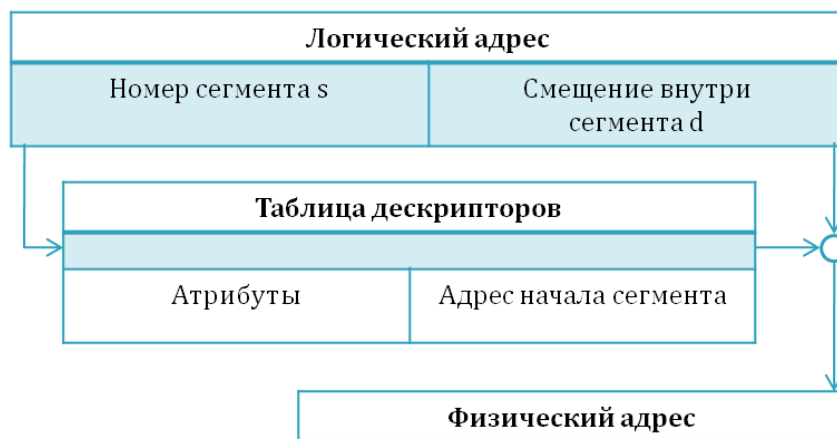 Логический адрес
Номер сегмента s
Смещение внутри
сегмента d
Таблица дескрипторов
Атрибуты
Адрес начала сегмента
Физический адрес